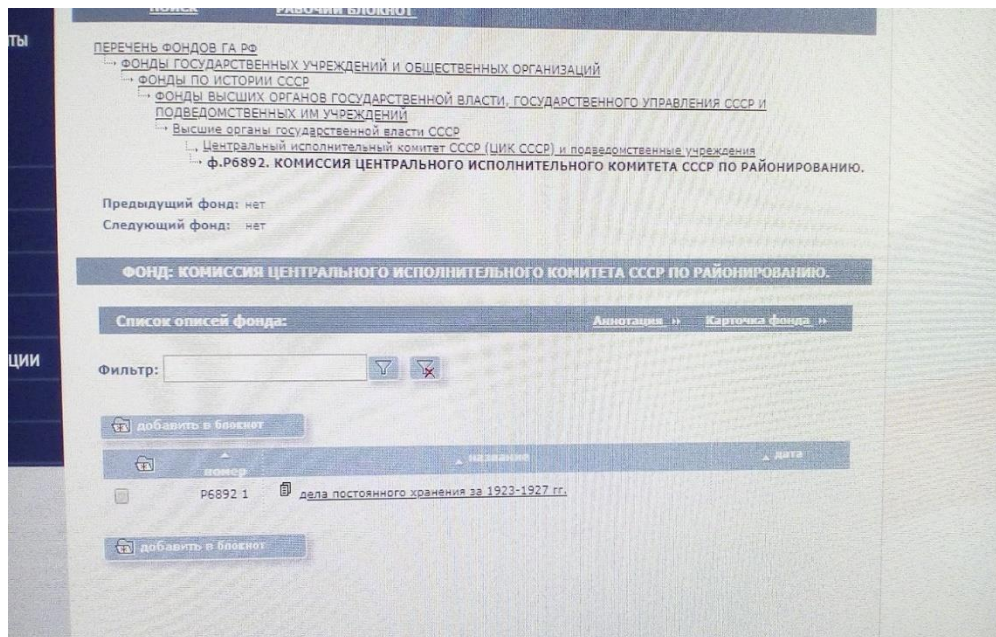 ПОИСК
РАБОЧИЙ БЛОКНОТ
ТЫ
ПЕРЕЧЕНЬ ФОНДОВ ГА РФ
ФОНДЫ ГОСУДАРСТВЕННЫХ УЧРЕЖДЕНИЙ И ОБЩЕСТВЕННЫХ ОРГАНИЗАЦИЙ
ФОНДЫ ПО ИСТОРИИ СССР
ФОНДЫ ВЫСШИХ ОРГАНОВ ГОСУДАРСТВЕННОЙ ВЛАСТИ, ГОСУДАРСТВЕННОГО УПРАВЛЕНИЯ СССР И
ПОДВЕДОМСТВЕННЫХ ИМ УЧРЕЖДЕНИЙ
Высшие органы государственной власти СССР
Центральный исполнительный комитет СССР (ЦИК СССР) и подведомственные учреждения
ф.Р6892. КОМИССИЯ ЦЕНТРАЛЬНОГО ИСПОЛНИТЕЛЬНОГО КОМИТЕТА СССР ПО РАЙОНИРОВАНИЮ.
Предыдущий фонд: нет
Следующий фонд: нет
ФОНД: КОМИССИЯ ЦЕНТРАЛЬНОГО ИСПОЛНИТЕЛЬНОГО КОМИТЕТА СССР ПО РАЙОНИРОВАНИЮ.
Список описей фонда:
Аннотация »
Карточка фонда »
ЦИИ
Фильтр:
добавить в блокнот
номер
название
дата
Р6892 1
дела постоянного хранения за 1923-1927 гг.
добавить в блокнот